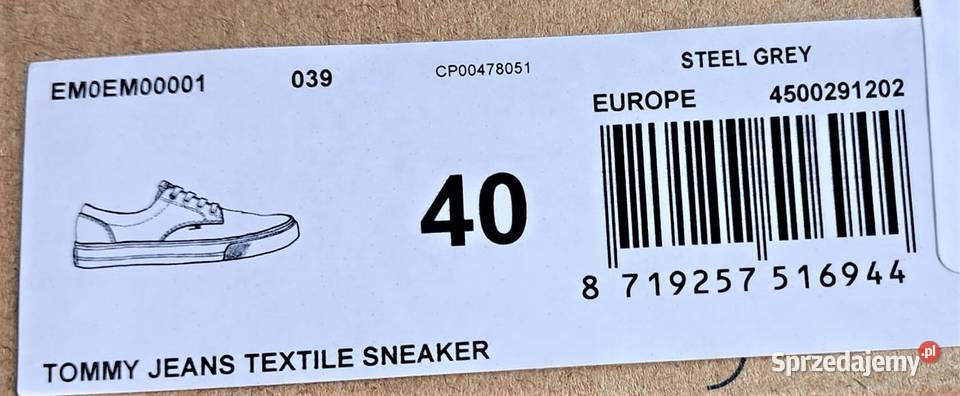 EM0EM00001 039 CP00478051 STEEL GREY
EUROPE 4500291202
40
8 719257 516944
TOMMY JEANS TEXTILE SNEAKER
Sprzedajemy.pl